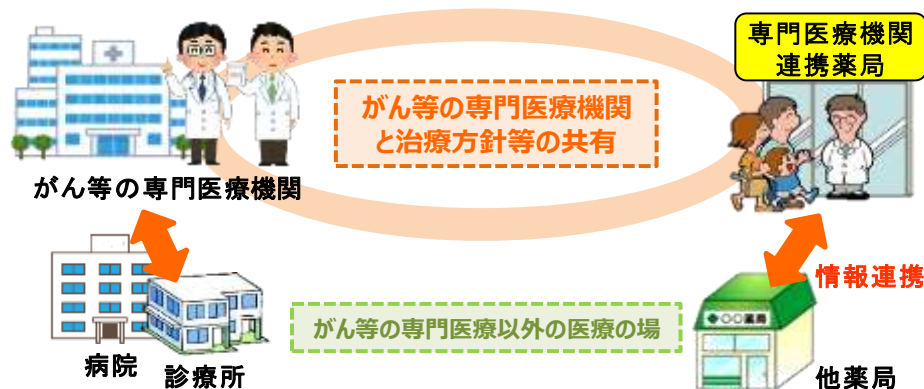 専門医療機関
連携薬局
がん等の専門医療機関
と治療方針等の共有
がん等の専門医療機関
情報連携
がん等の専門医療以外の医療の場
○○薬局
病院
診療所
他薬局